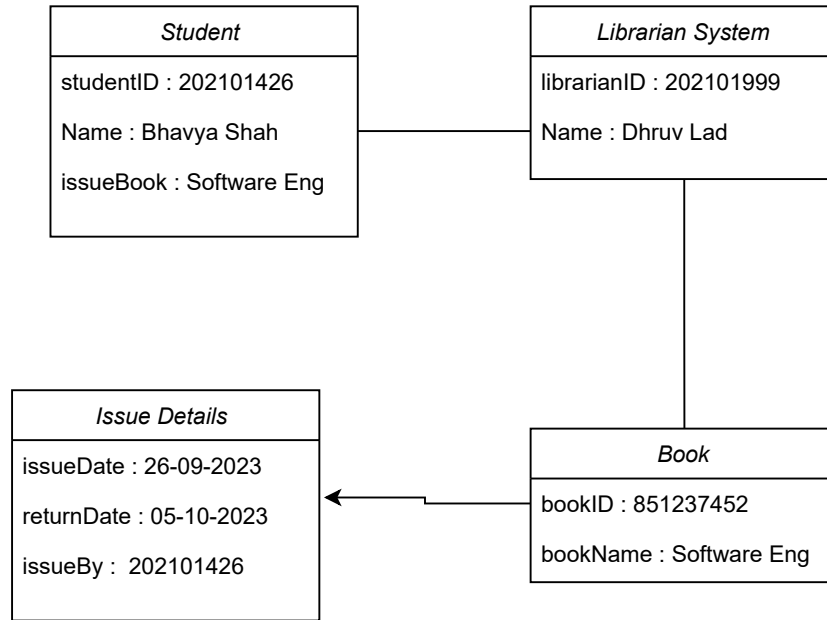 Student
studentID : 202101426
Name : Bhavya Shah
issueBook : Software Eng
Librarian System
librarianID : 202101999
Name : Dhruv Lad
Issue Details
issueDate : 26-09-2023
returnDate : 05-10-2023
issueBy :  202101426
Book
bookID : 851237452
bookName : Software Eng